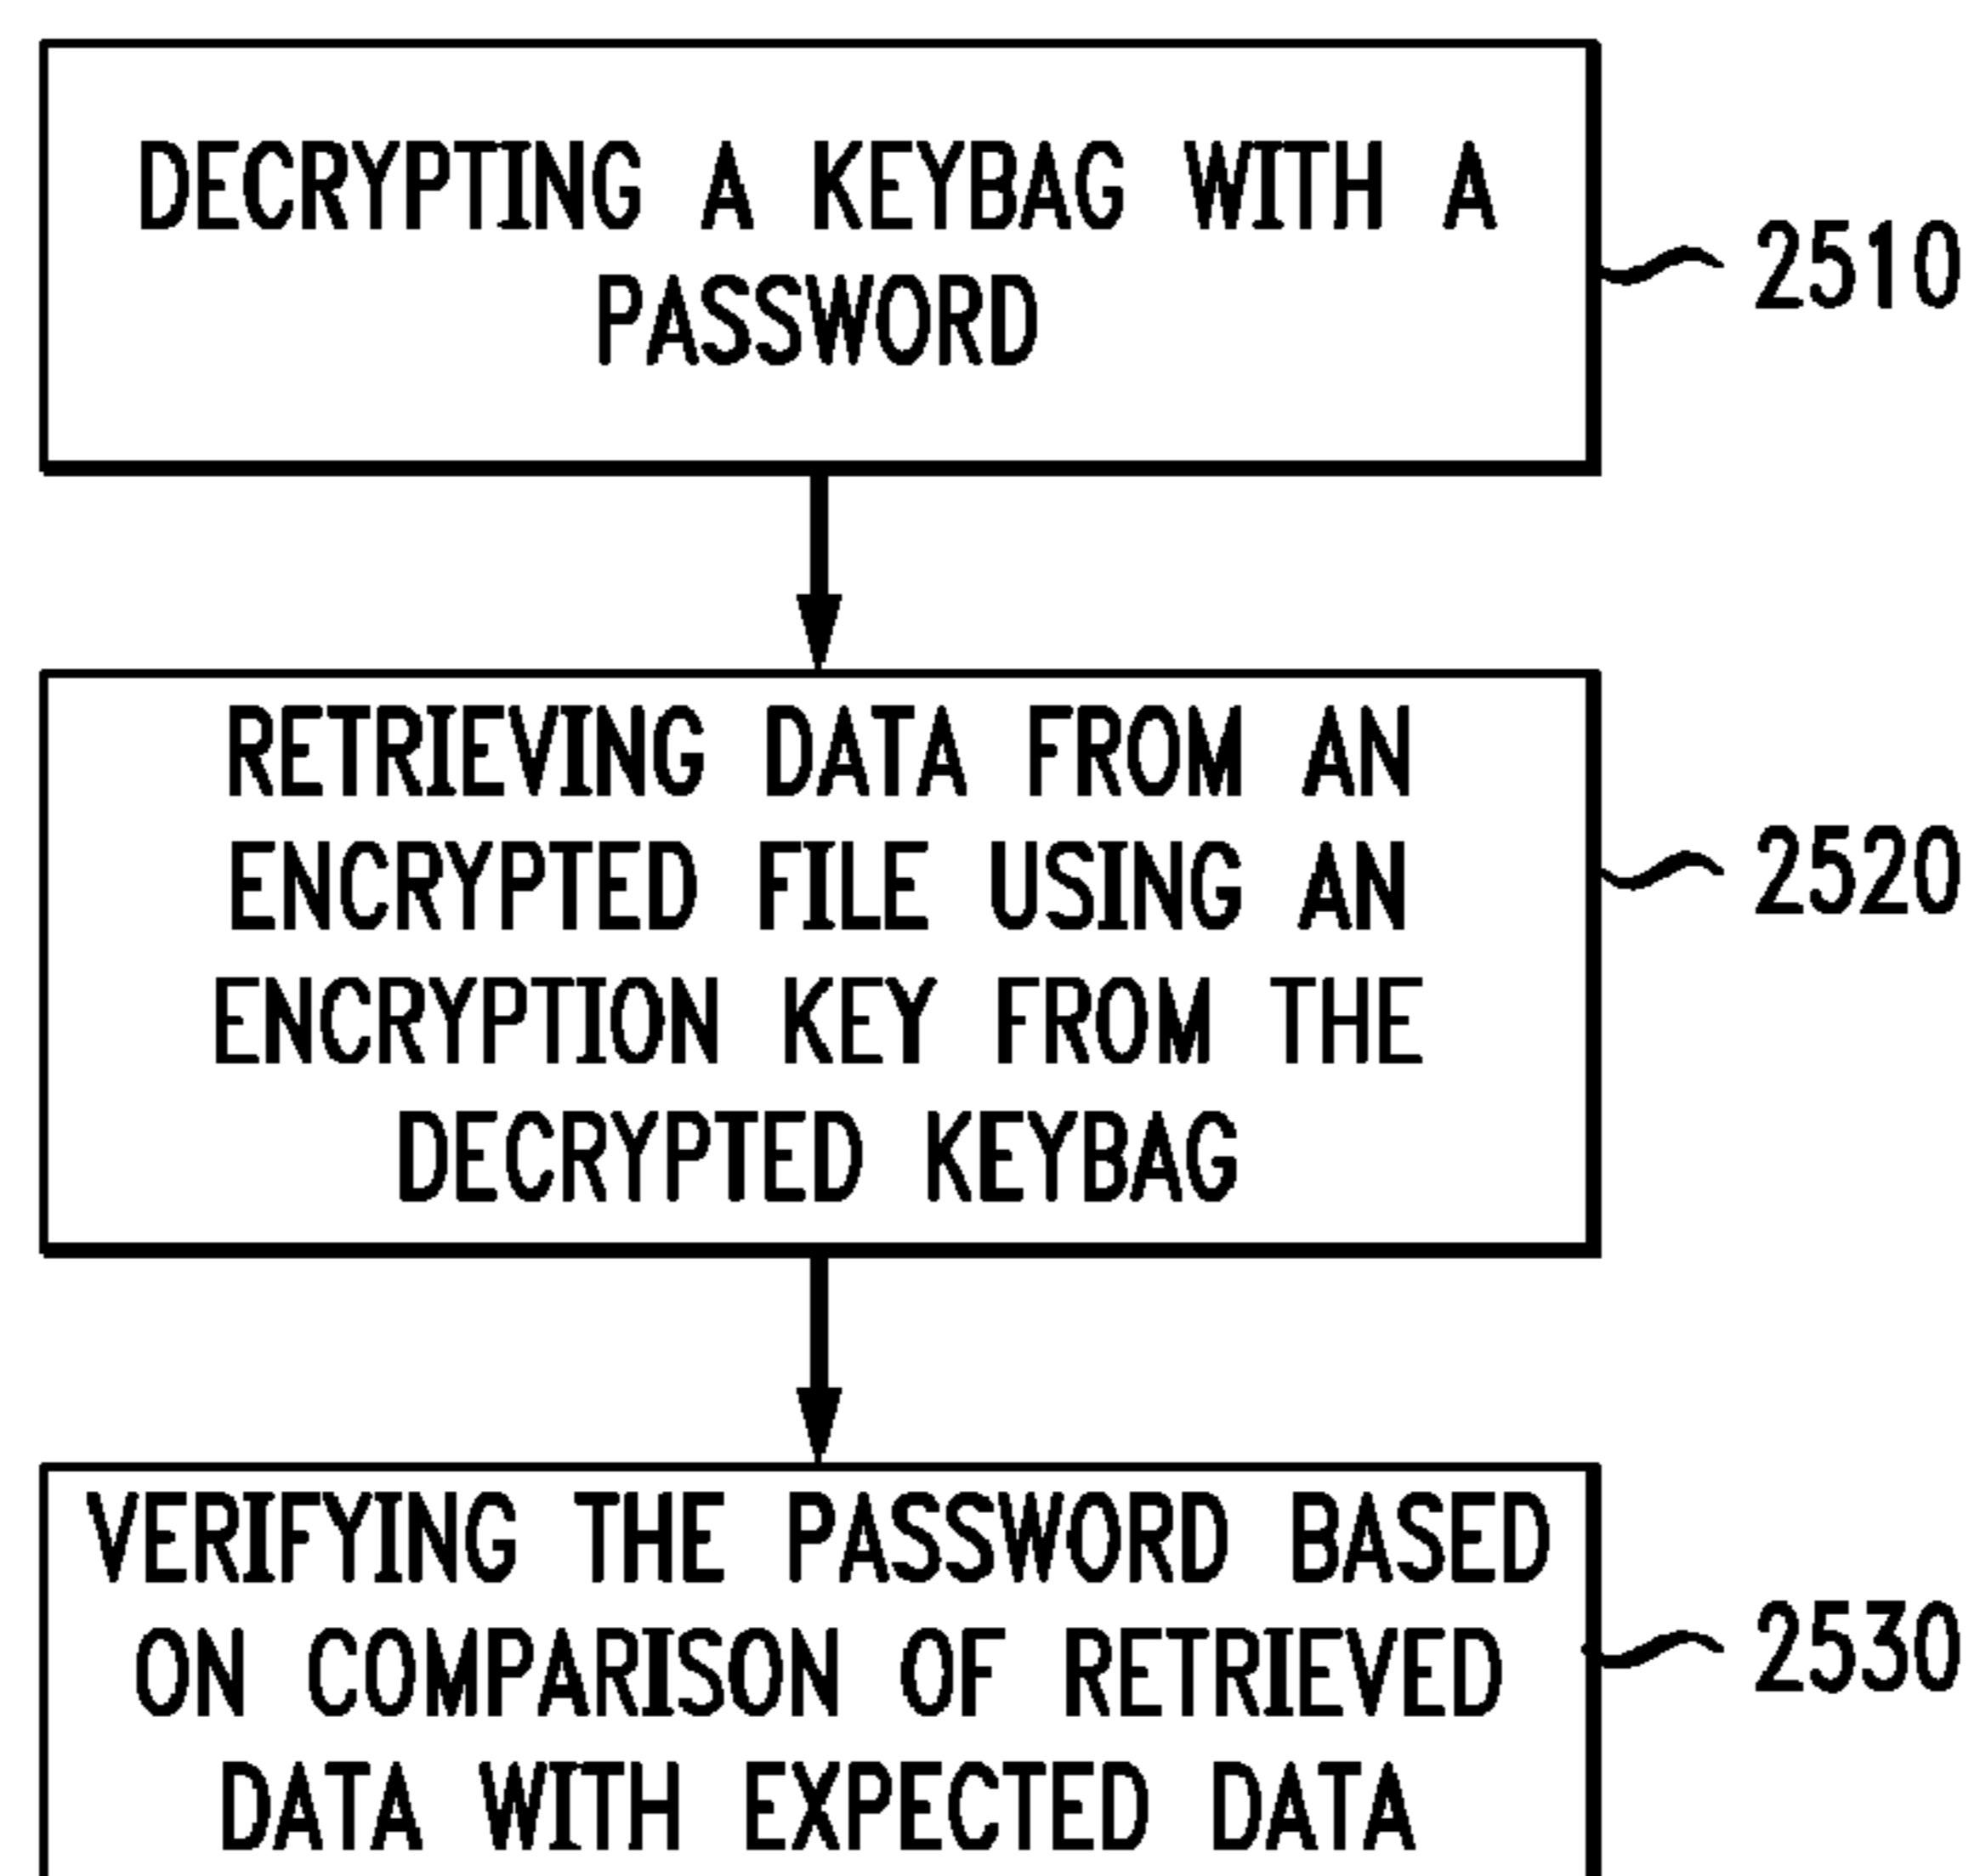 DECRYPTING A KEYBAG WITH A
PASSWORD
2510
RETRIEVING DATA FROM AN
ENCRYPTED FILE USING AN
ENCRYPTION KEY FROM THE
DECRYPTED KEYBAG
2520
VERIFYING THE PASSWORD BASED
ON COMPARISON OF RETRIEVED
DATA WITH EXPECTED DATA
2530